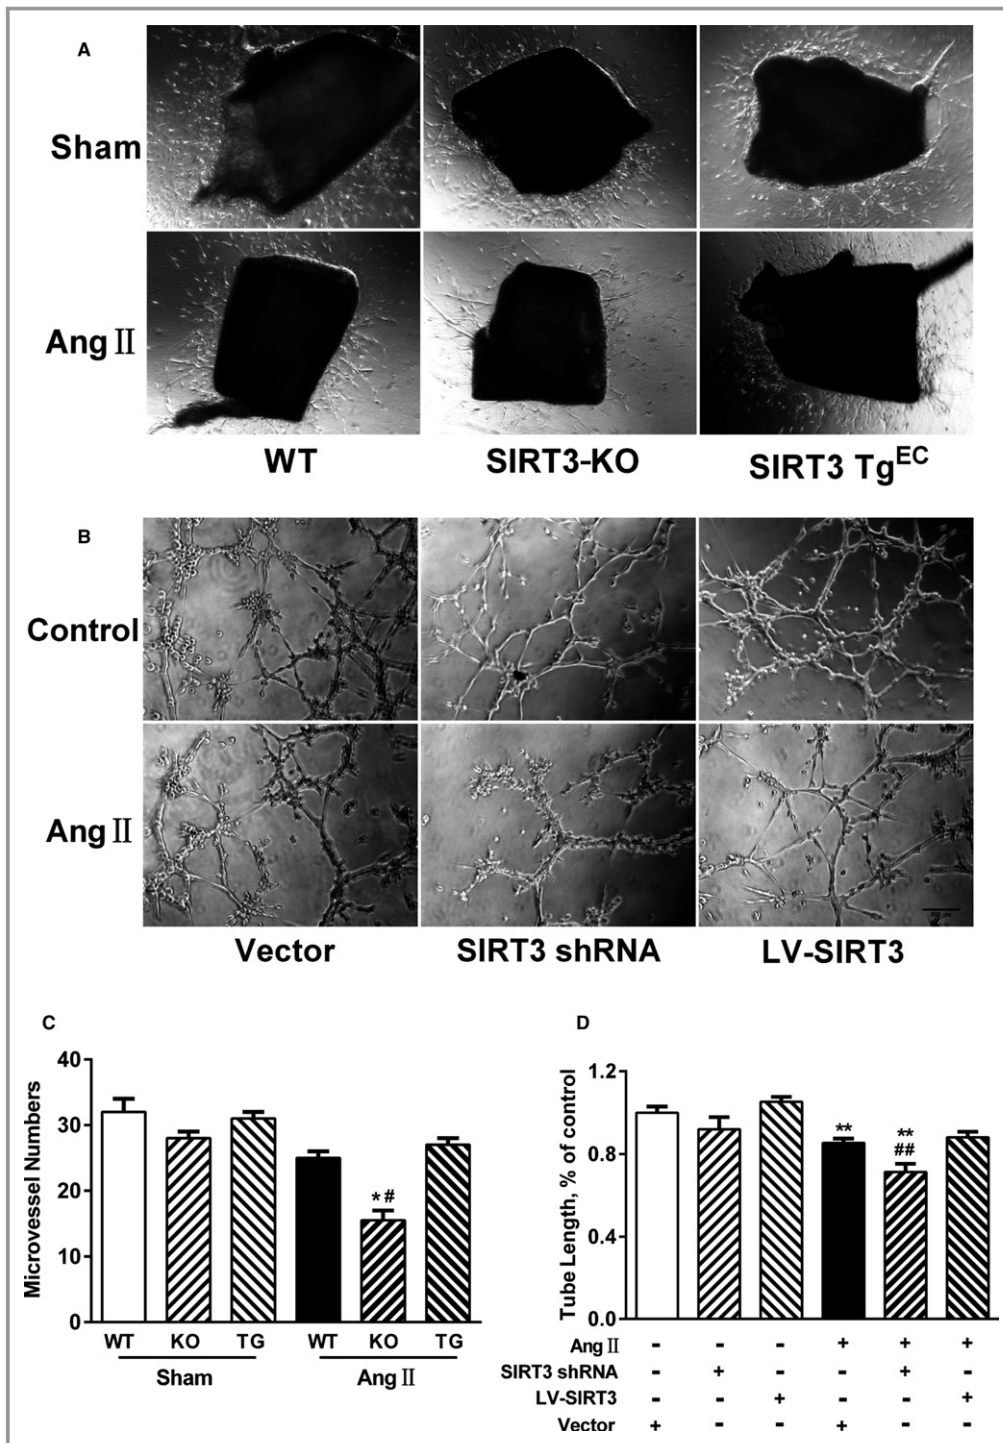 A
Sham
Ang Ⅱ
WT SIRT3-KO SIRT3 Tg^EC
B
Control
Ang Ⅱ
Vector SIRT3 shRNA LV-SIRT3
C
Microvessel Numbers
40
30
20
10
0
* #
WT KO TG WT KO TG
Sham Ang Ⅱ
D
Tube Length, % of control
1.2
0.8
0.4
0.0
** **
##
Ang Ⅱ - - - + + +
SIRT3 shRNA - + - - + -
LV-SIRT3 - - + - - +
Vector + - - + - -